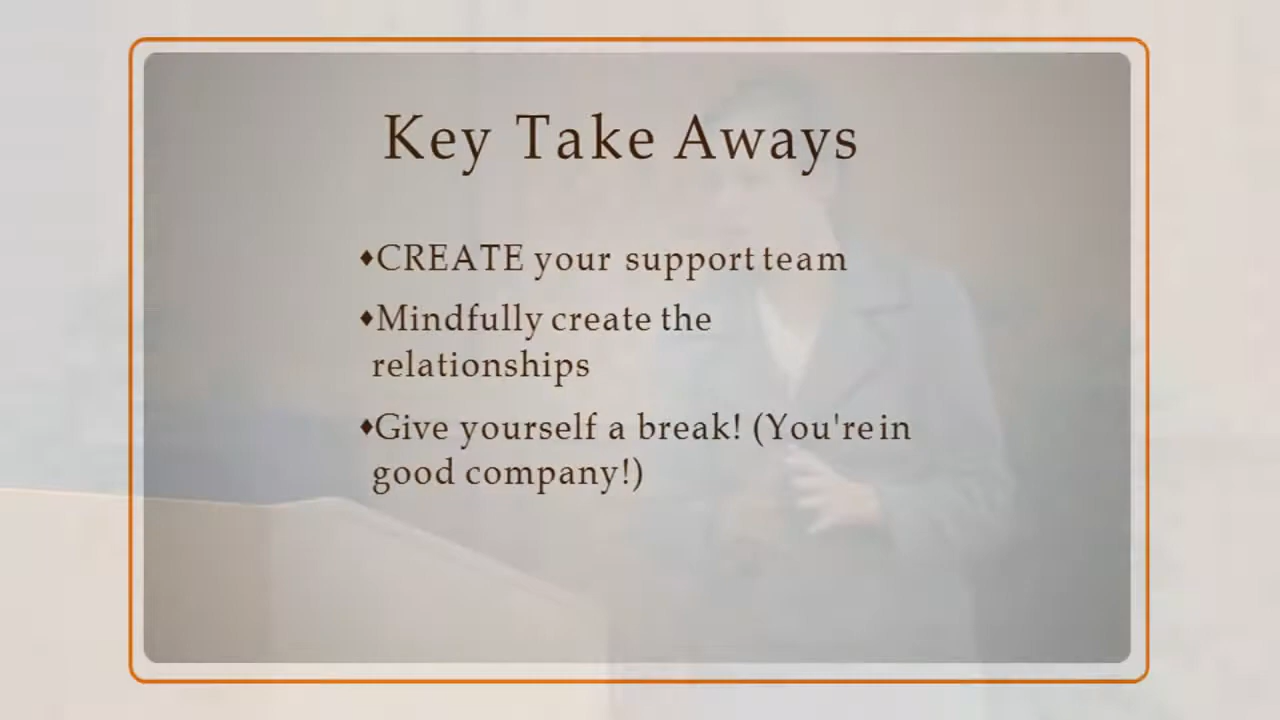 Key Take Aways
♦CREATE your support team
♦Mindfully create the
relationships
♦Give yourself a break! (You're in
good company!)